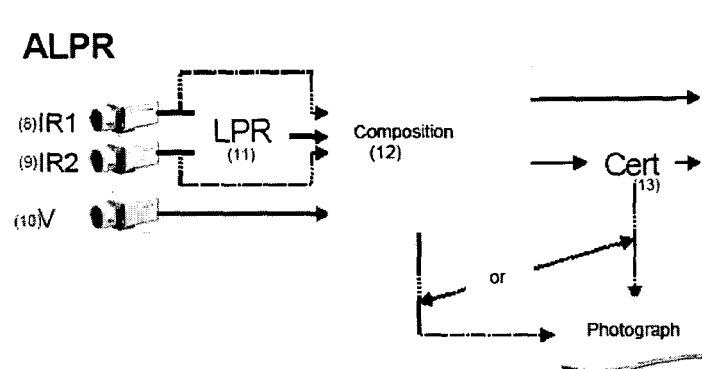 ALPR
(8)IR1
LPR
(11)
Composition
(12)
(9)IR2
Cert
(13)
(10)V
or
Photograph